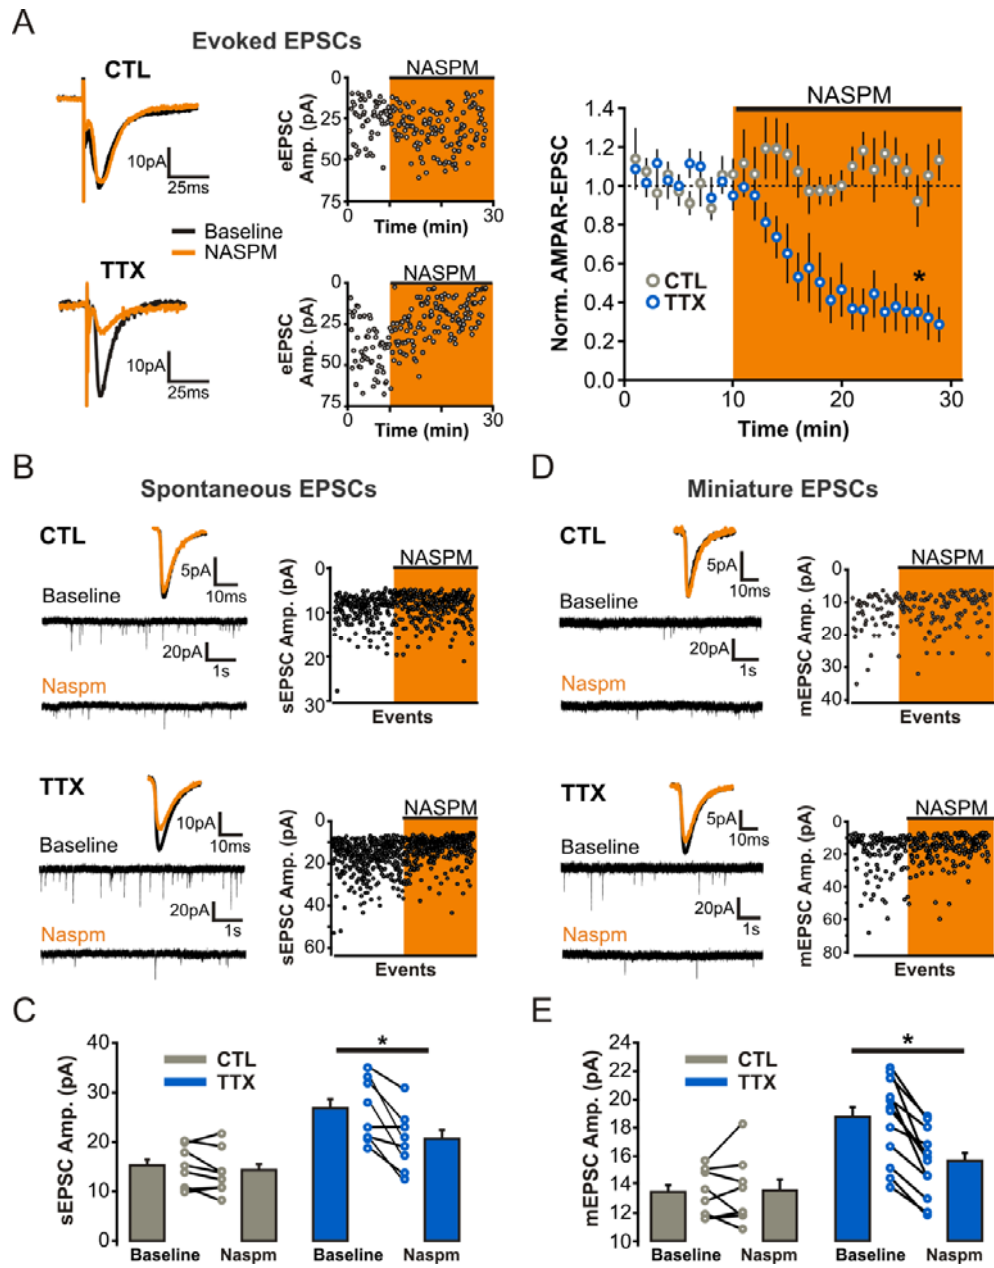 A
Evoked EPSCs
CTL
10pA
25ms
Baseline
NASPM
TTX
10pA
25ms
NASPM
eEPSC
Amp. (pA)
0
25
50
75
0
30
Time (min)
NASPM
eEPSC
Amp. (pA)
0
25
50
75
0
30
Time (min)
NASPM
Norm. AMPAR-EPSC
1.4
1.2
1.0
0.8
0.6
0.4
0.2
0.0
CTL
TTX
*
0
10
20
30
Time (min)
B
Spontaneous EPSCs
CTL
5pA
10ms
Baseline
20pA
1s
Naspm
NASPM
sEPSC Amp. (pA)
0
10
20
30
Events
TTX
10pA
10ms
Baseline
20pA
1s
Naspm
NASPM
sEPSC Amp. (pA)
0
20
40
60
Events
D
Miniature EPSCs
CTL
5pA
10ms
Baseline
20pA
1s
Naspm
NASPM
mEPSC Amp. (pA)
0
10
20
30
40
Events
TTX
5pA
10ms
Baseline
20pA
1s
Naspm
NASPM
mEPSC Amp. (pA)
0
20
40
60
80
Events
C
sEPSC Amp. (pA)
40
30
20
10
0
CTL
TTX
*
Baseline
Naspm
Baseline
Naspm
E
mEPSC Amp. (pA)
24
22
20
18
16
14
12
10
CTL
TTX
*
Baseline
Naspm
Baseline
Naspm